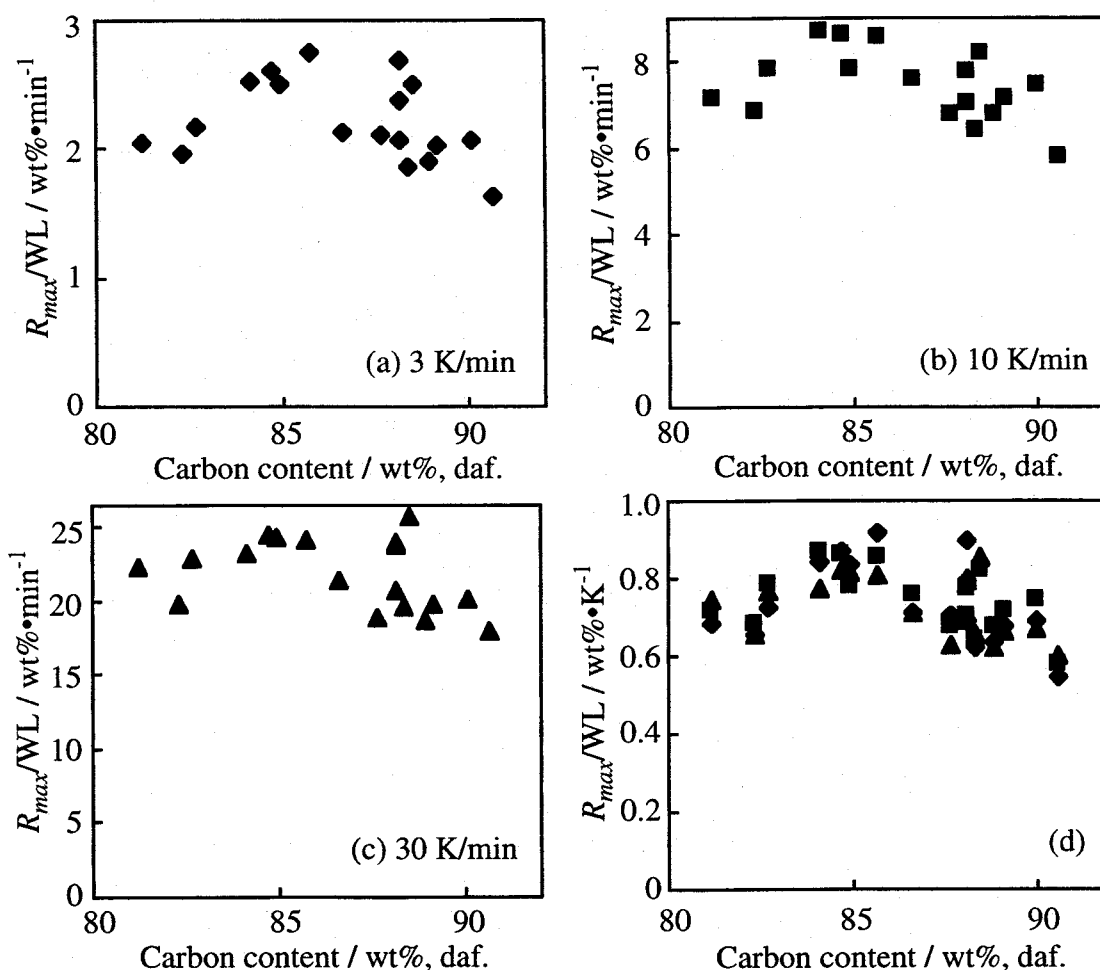 3
2
1
0
80
85
90
R_max/WL / wt%•min⁻¹
(a) 3 K/min
Carbon content / wt%, daf.
8
6
4
2
0
80
85
90
R_max/WL / wt%•min⁻¹
(b) 10 K/min
Carbon content / wt%, daf.
25
20
15
10
5
0
80
85
90
R_max/WL / wt%•min⁻¹
(c) 30 K/min
Carbon content / wt%, daf.
1.0
0.8
0.6
0.4
0.2
0
80
85
90
R_max/WL / wt%•K⁻¹
(d)
Carbon content / wt%, daf.